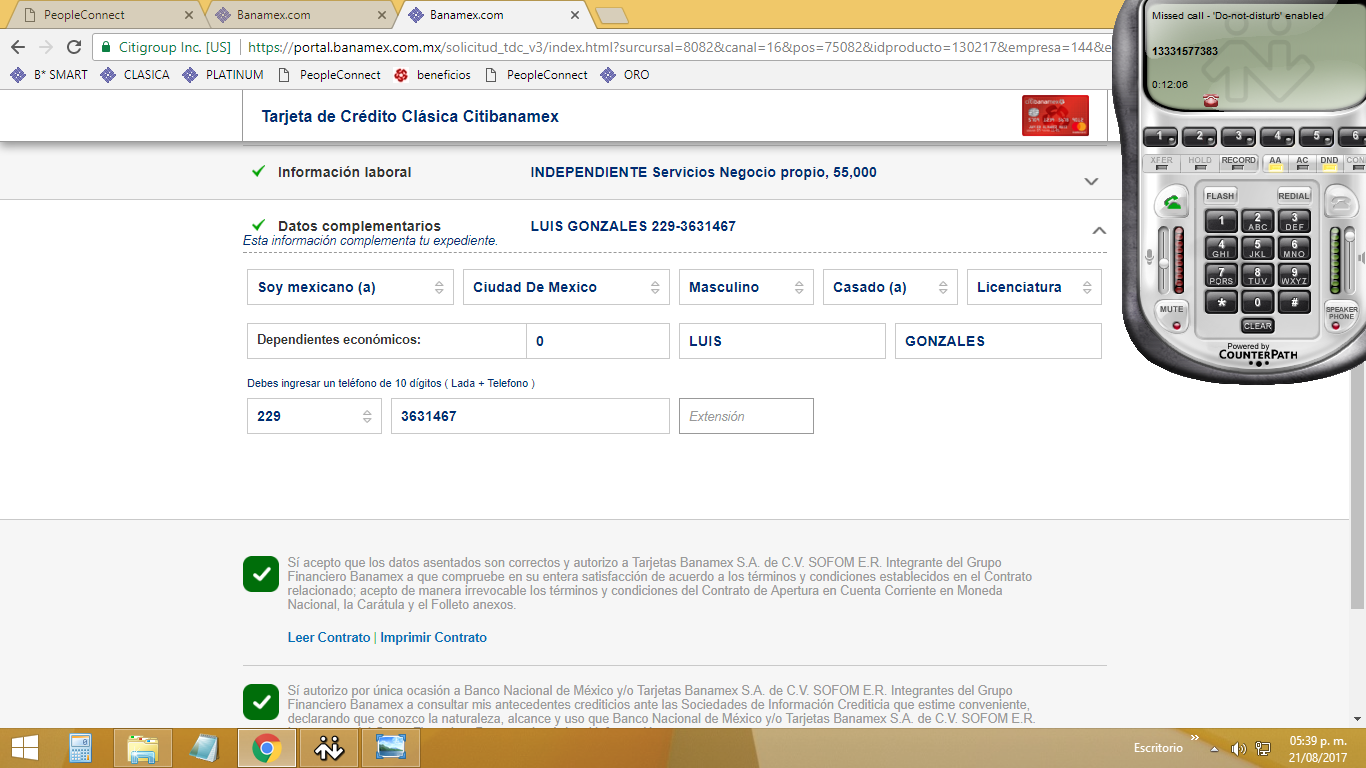 PeopleConnect
Banamex.com
Banamex.com
Citigroup Inc. [US]
https://portal.banamex.com.mx/solicitud_tdc_v3/index.html?sursucal=8082&canal=16&pos=75082&idproducto=130217&empresa=144&e
B* SMART
CLASICA
PLATINUM
PeopleConnect
beneficios
PeopleConnect
ORO
Tarjeta de Crédito Clásica Citibanamex
Información laboral
INDEPENDIENTE Servicios Negocio propio, 55,000
Datos complementarios
LUIS GONZALES 229-3631467
Esta información complementa tu expediente.
Soy mexicano (a)
Ciudad De Mexico
Masculino
Casado (a)
Licenciatura
Dependientes económicos:
0
LUIS
GONZALES
Debes ingresar un teléfono de 10 dígitos ( Lada + Telefono )
229
3631467
Extensión
Sí acepto que los datos asentados son correctos y autorizo a Tarjetas Banamex S.A. de C.V. SOFOM E.R. Integrante del Grupo
Financiero Banamex a que compruebe en su entera satisfacción de acuerdo a los términos y condiciones establecidos en el Contrato
relacionado; acepto de manera irrevocable los términos y condiciones del Contrato de Apertura en Cuenta Corriente en Moneda
Nacional, la Carátula y el Folleto anexos.
Leer Contrato | Imprimir Contrato
Sí autorizo por única ocasión a Banco Nacional de México y/o Tarjetas Banamex S.A. de C.V. SOFOM E.R. Integrantes del Grupo
Financiero Banamex a consultar mis antecedentes crediticios ante las Sociedades de Información Crediticia que estime conveniente,
declarando que conozco la naturaleza, alcance y uso que Banco Nacional de México y/o Tarjetas Banamex S.A. de C.V. SOFOM E.R.
Missed call - 'Do-not-disturb' enabled
13331577383
0:12:06
1 2 3 4 5 6
XFER HOLD RECORD AA AC DND CON
FLASH
REDIAL
1 2 ABC 3 DEF
4 GHI 5 JKL 6 MNO
7 PQRS 8 TUV 9 WXYZ
* 0 #
MUTE
SPEAKER PHONE
CLEAR
Powered by
COUNTERPATH
Escritorio
05:39 p. m.
21/08/2017